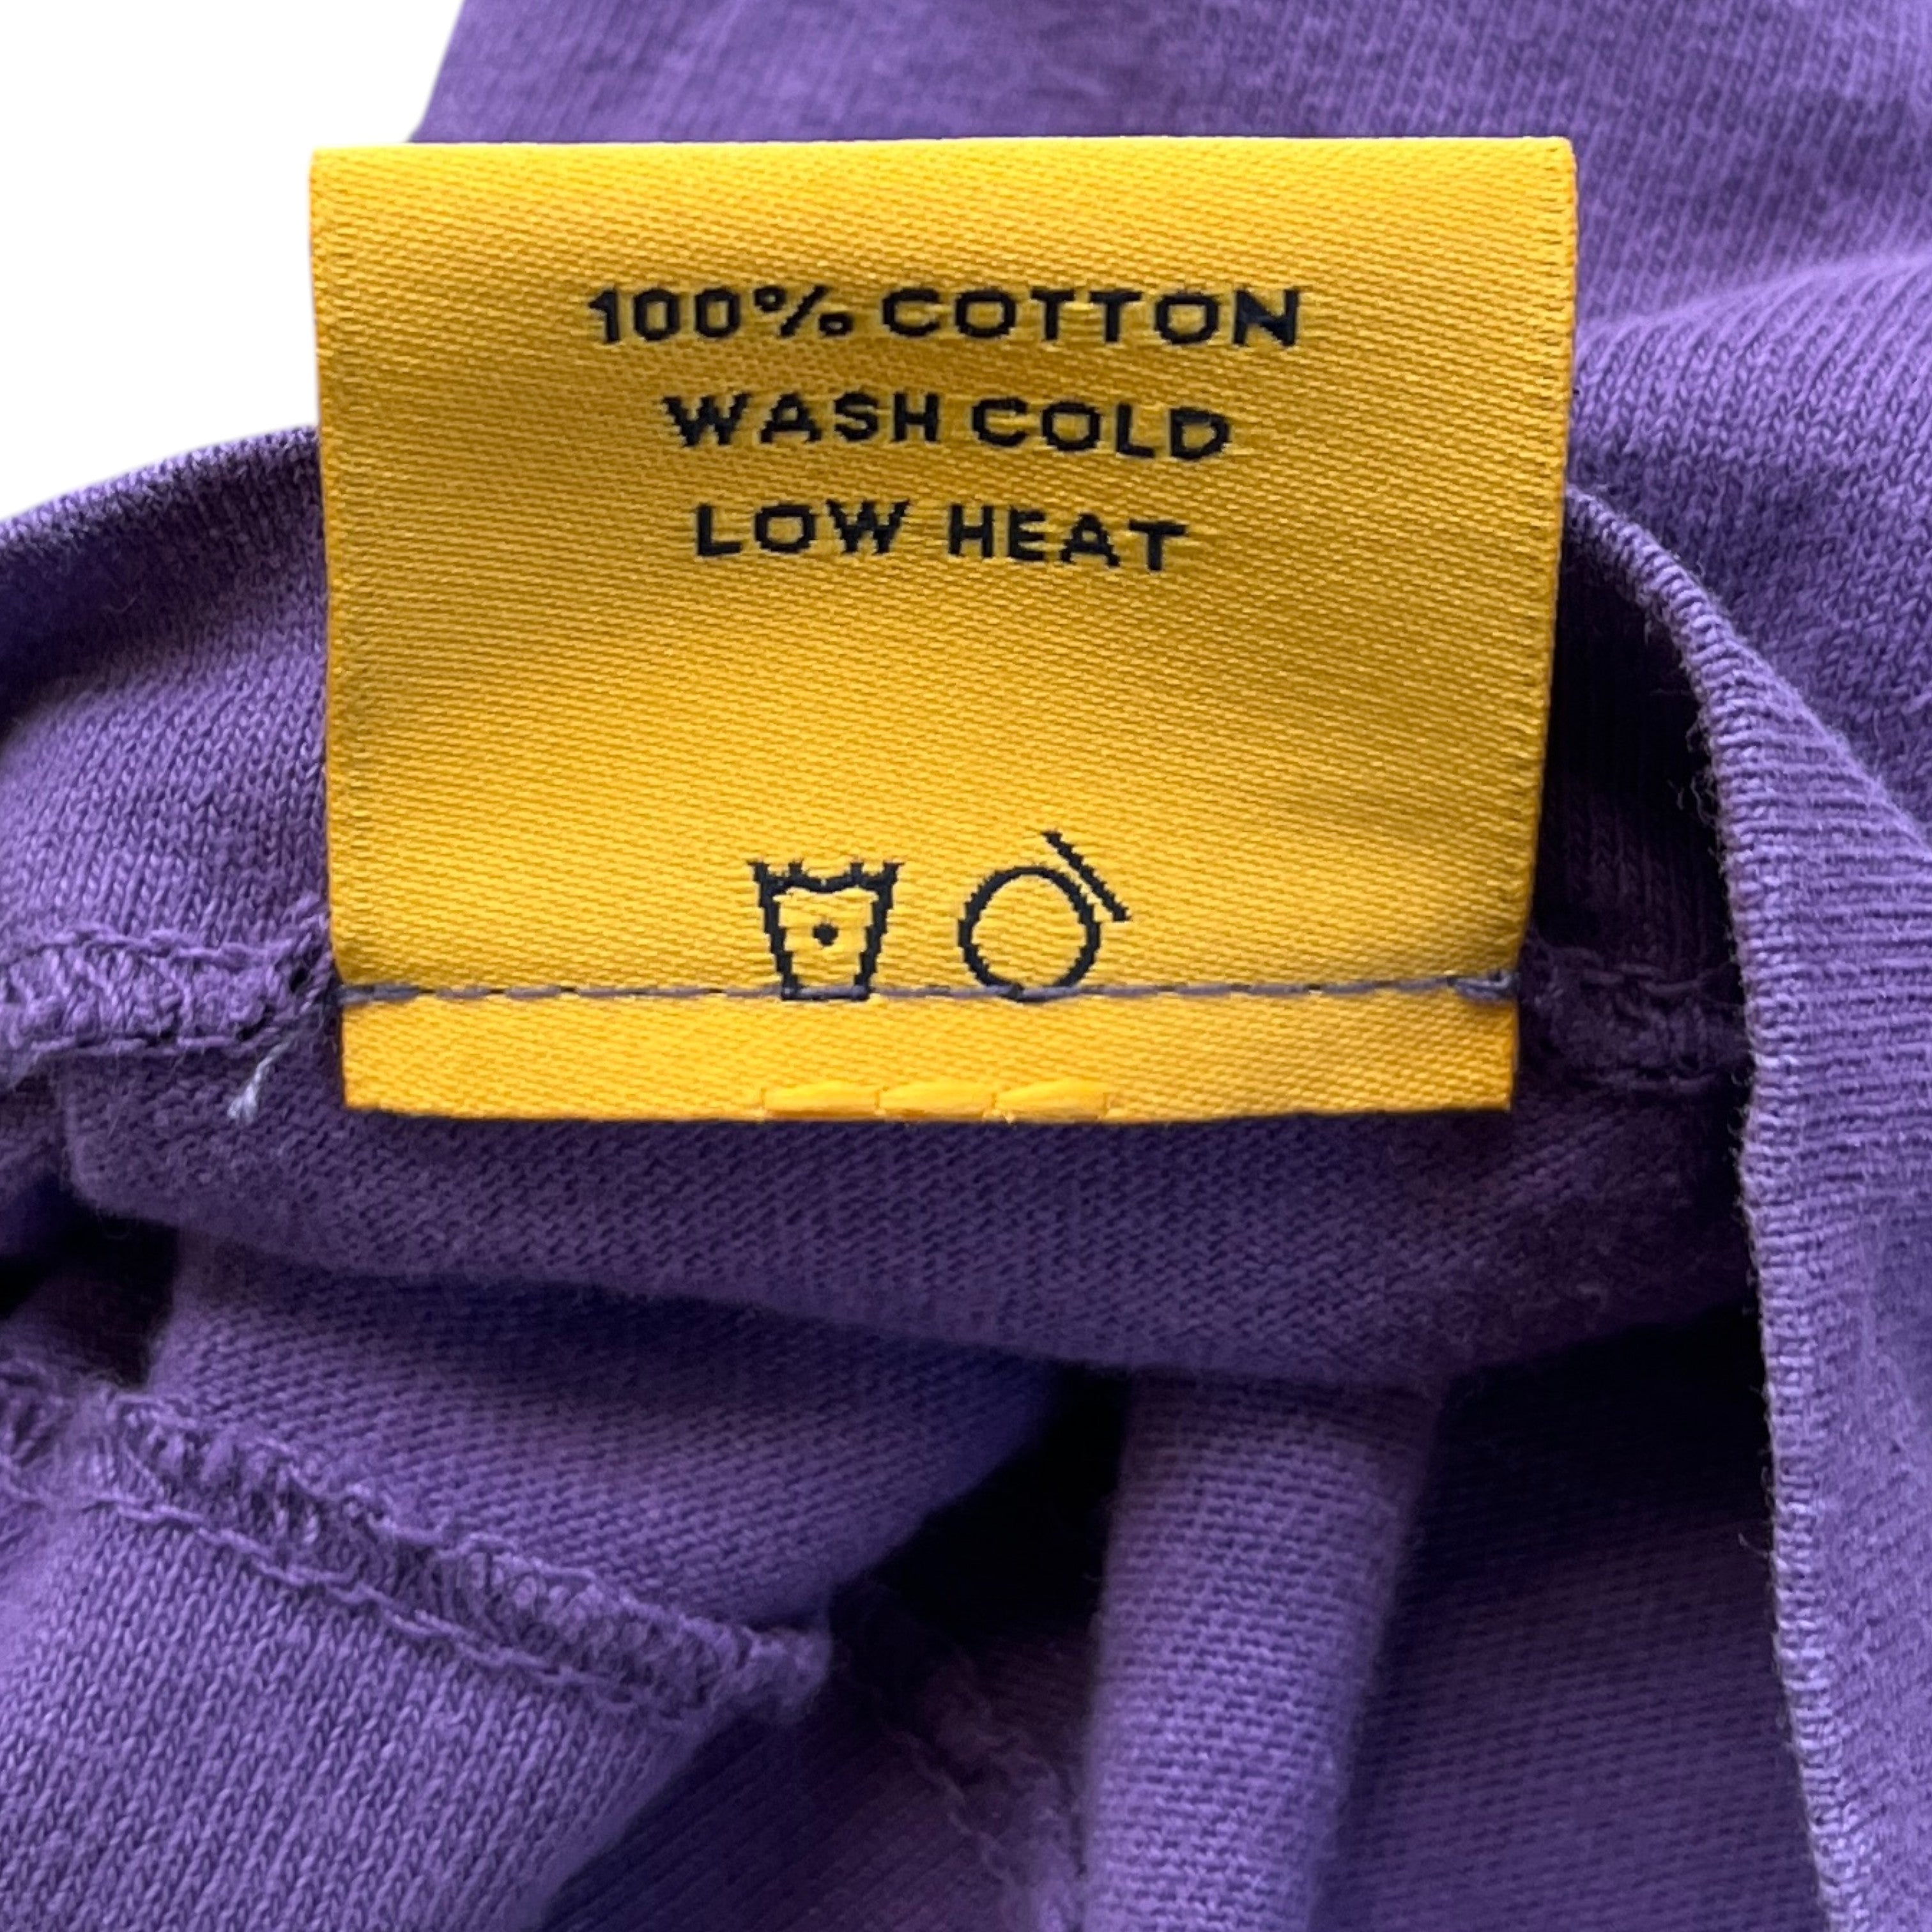 100% COTTON
WASH COLD
LOW HEAT